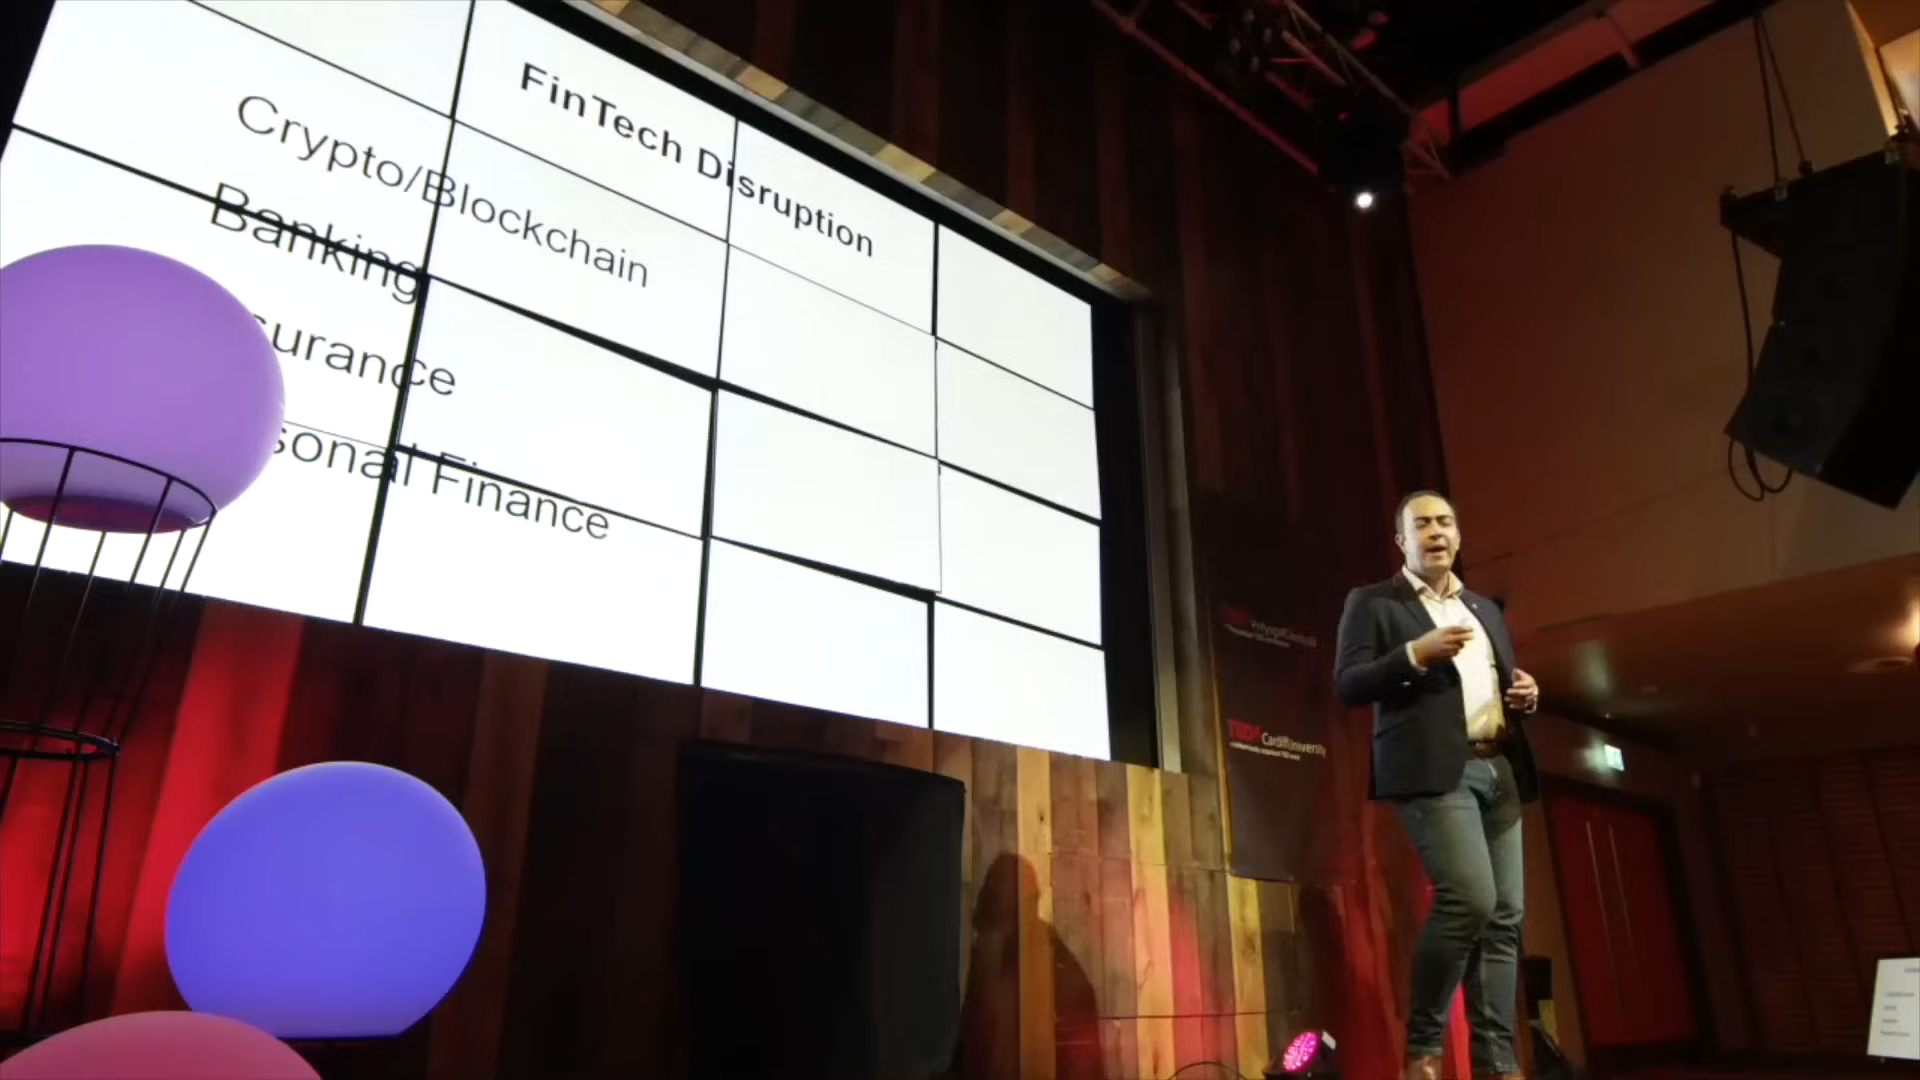 FinTech Disruption
Crypto/Blockchain
Banking
surance
sonal Finance
TEDx CardiffUniversity